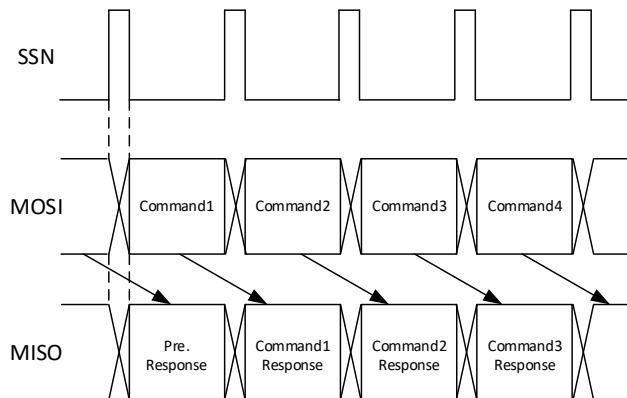 SSN
MOSI
Command1
Command2
Command3
Command4
MISO
Pre.
Response
Command1
Response
Command2
Response
Command3
Response